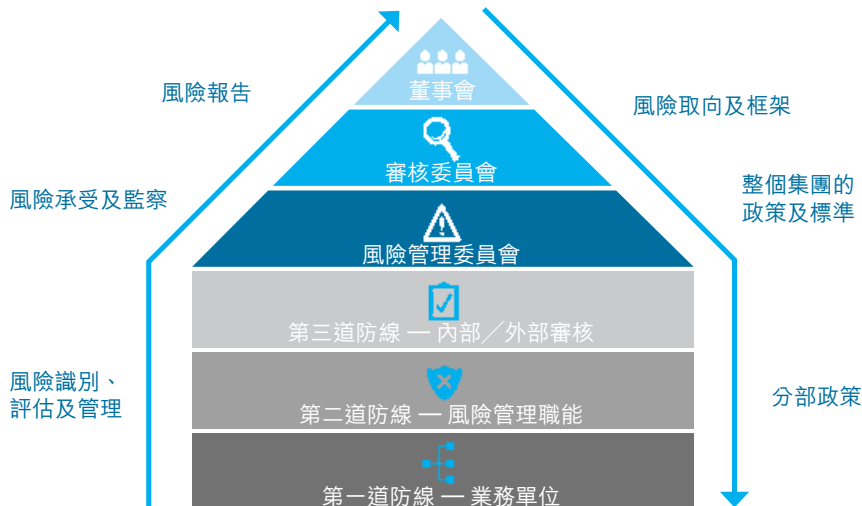 董事會
風險報告
風險取向及框架
審核委員會
風險承受及監察
整個集團的
政策及標準
風險管理委員會
第三道防線 — 內部／外部審核
風險識別、
評估及管理
分部政策
第二道防線 — 風險管理職能
第一道防線 — 業務單位